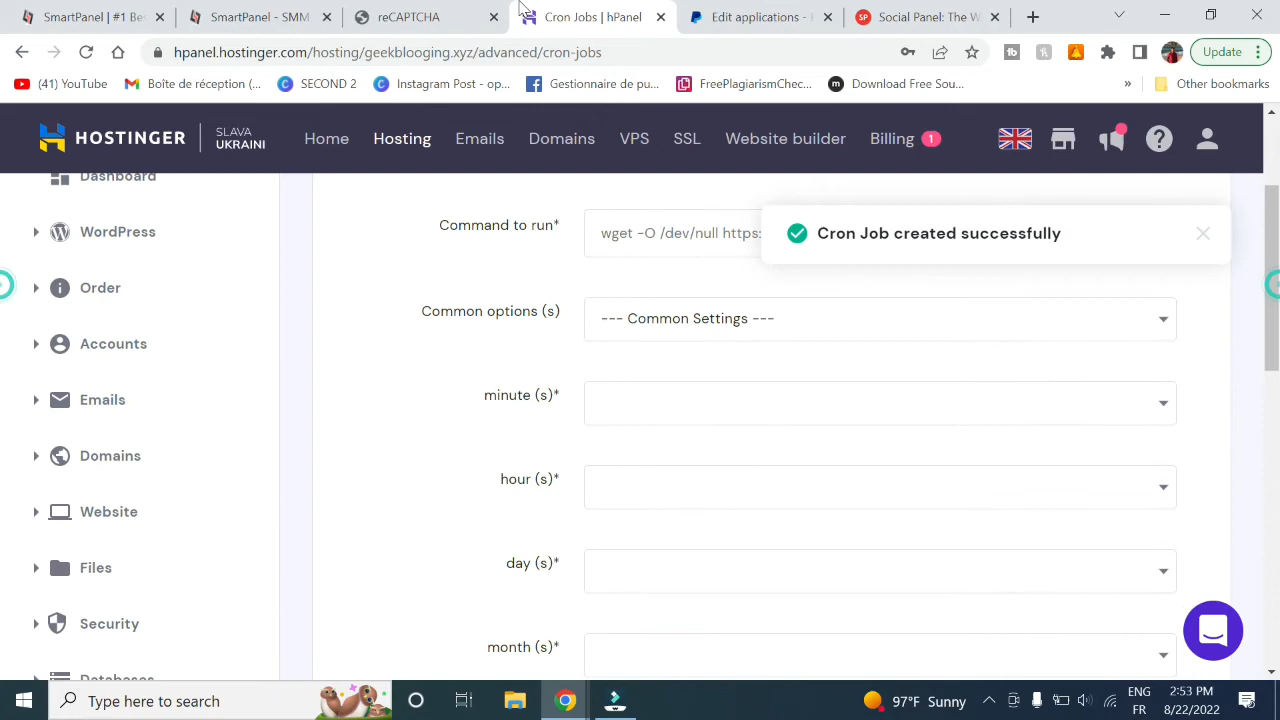 SmartPanel | #1 Bes
SmartPanel - SMM
reCAPTCHA
Cron Jobs | hPanel
Edit applications -
Social Panel: The W
hpanel.hostinger.com/hosting/geekblooging.xyz/advanced/cron-jobs
Update
(41) YouTube
Boîte de réception (...
SECOND 2
Instagram Post - op...
Gestionnaire de pu...
FreePlagiarismChec...
Download Free Sou...
»
Other bookmarks
HOSTINGER
SLAVA
UKRAINI
Home
Hosting
Emails
Domains
VPS
SSL
Website builder
Billing 1
Dashboard
WordPress
Order
Accounts
Emails
Domains
Website
Files
Security
Databases
Command to run*
wget -O /dev/null https:
Cron Job created successfully
Common options (s)
--- Common Settings ---
minute (s)*
hour (s)*
day (s)*
month (s)*
Type here to search
97°F Sunny
ENG
FR
2:53 PM
8/22/2022